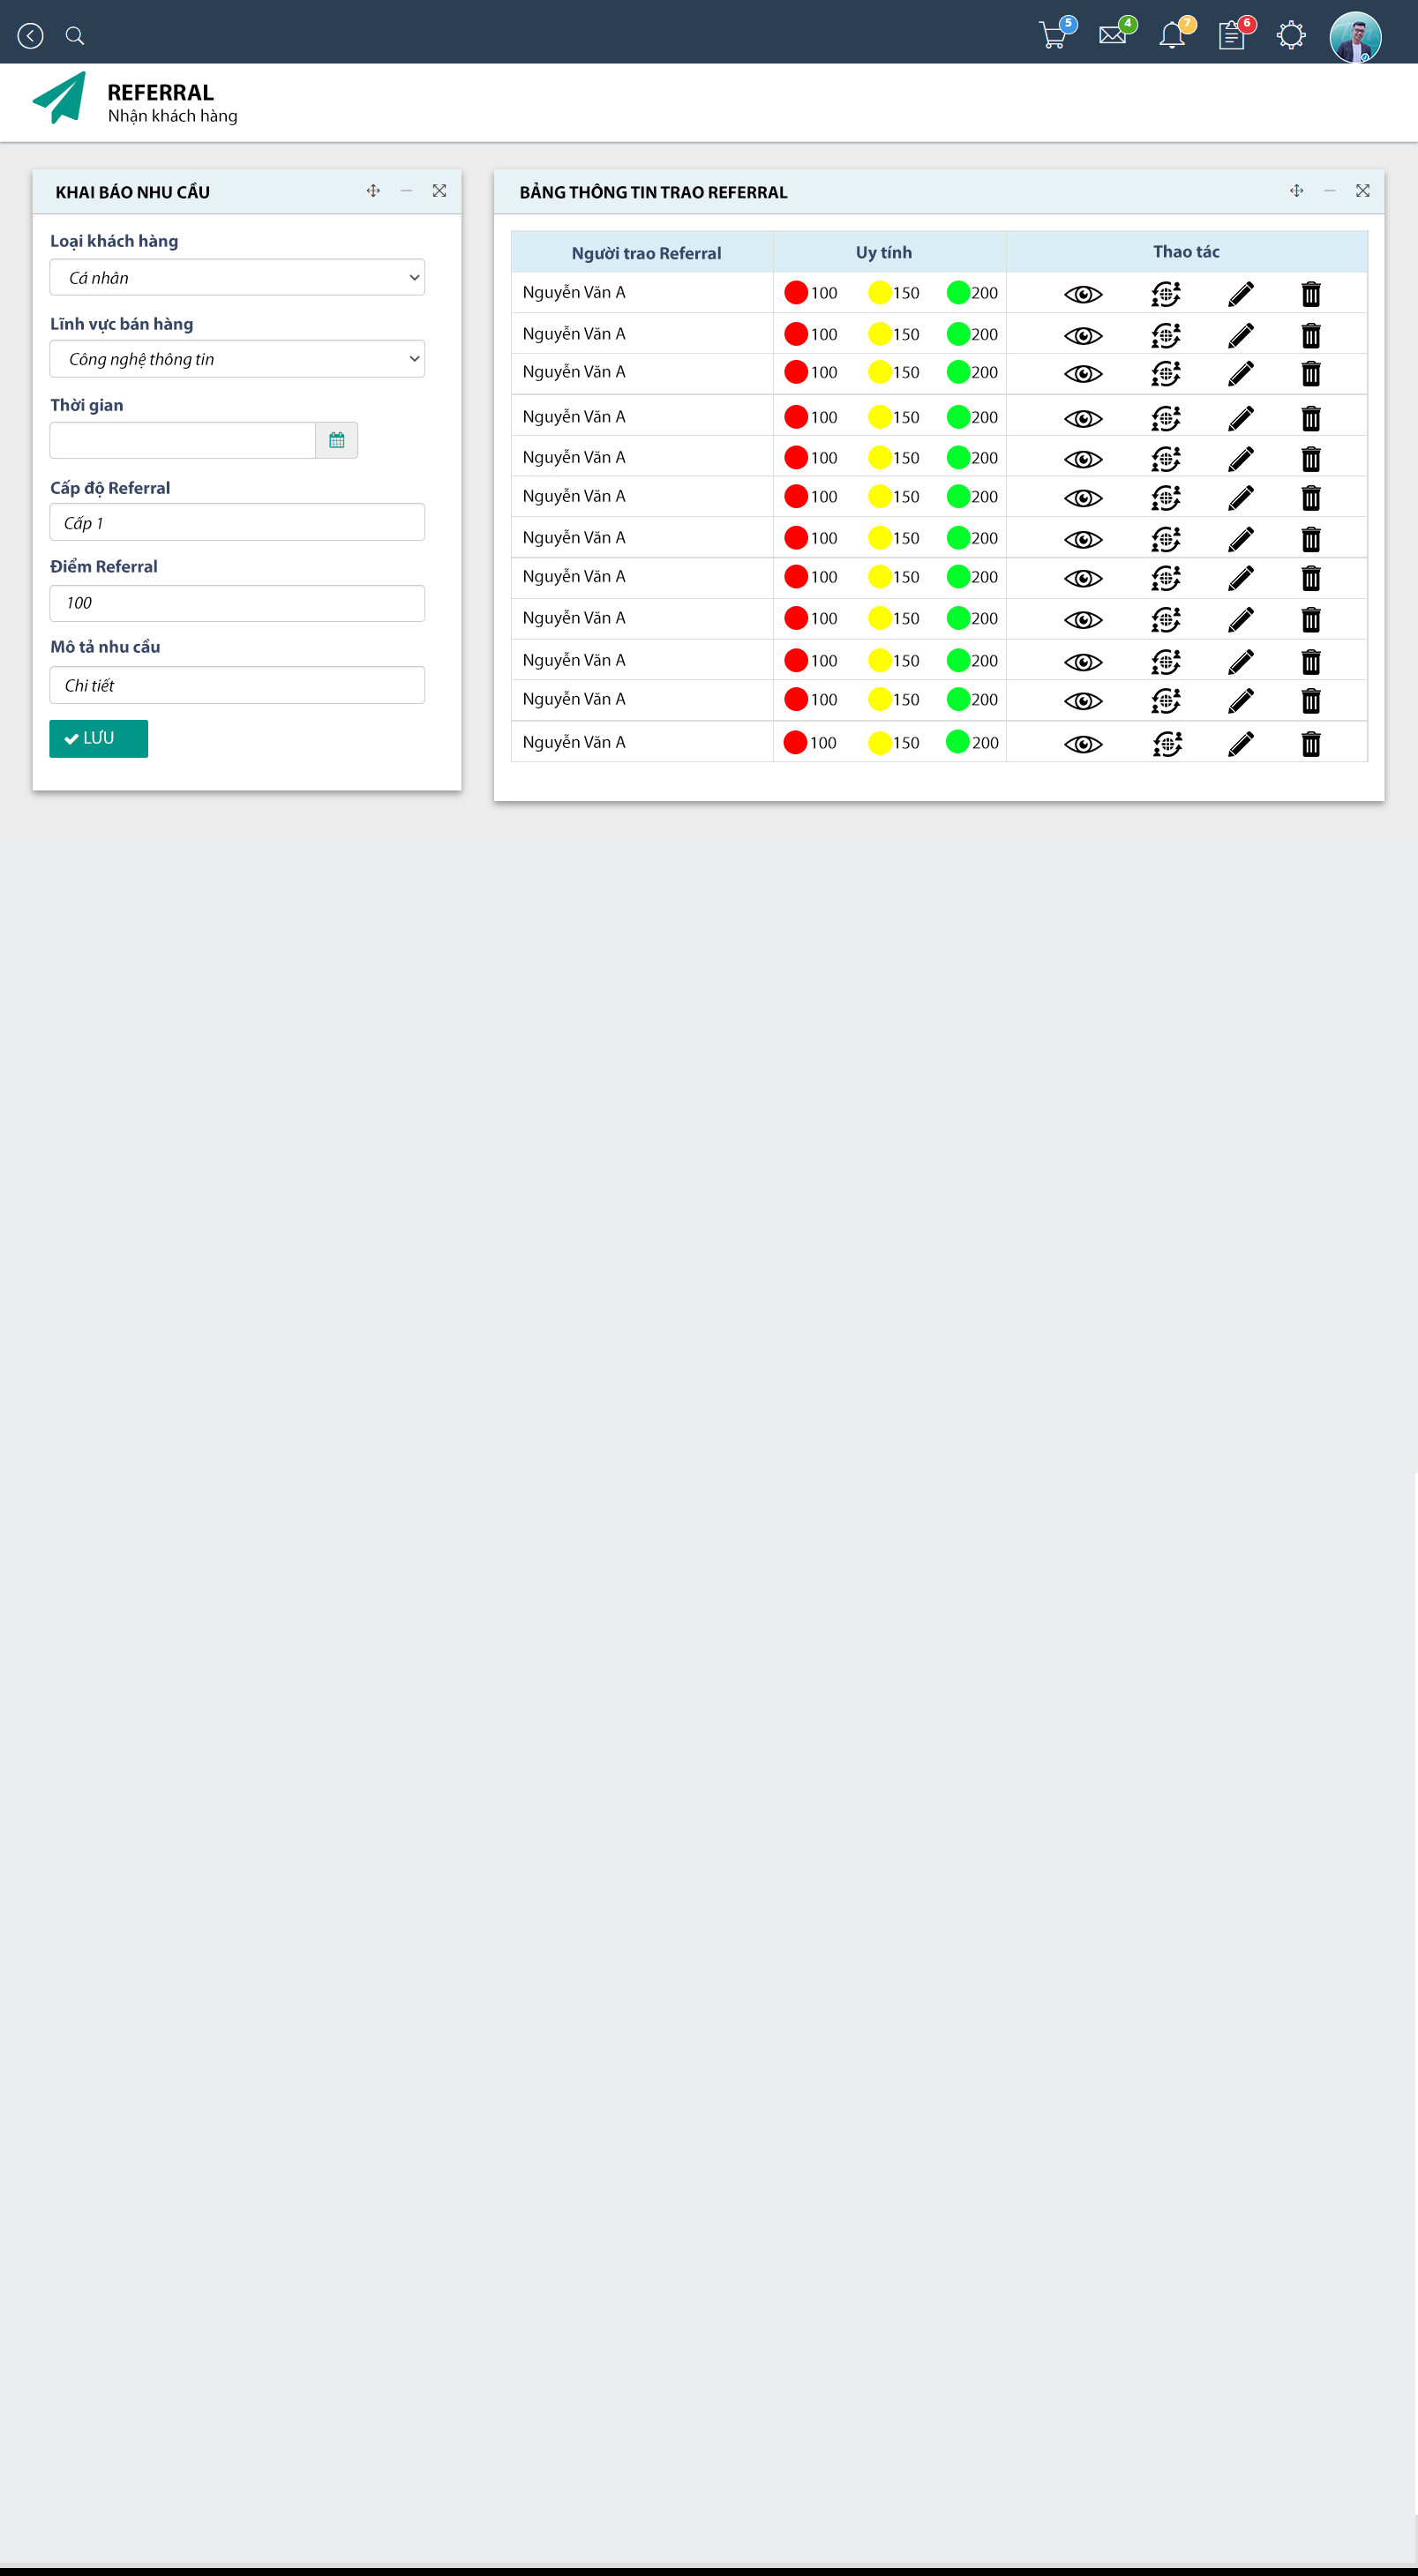 5 4 7 6
REFERRAL
Nhận khách hàng
KHAI BÁO NHU CẦU
Loại khách hàng
Cá nhân
Lĩnh vực bán hàng
Công nghệ thông tin
Thời gian
Cấp độ Referral
Cấp 1
Điểm Referral
100
Mô tả nhu cầu
Chi tiết
LƯU
BẢNG THÔNG TIN TRAO REFERRAL
Người trao Referral Uy tính Thao tác
Nguyễn Văn A 100 150 200
Nguyễn Văn A 100 150 200
Nguyễn Văn A 100 150 200
Nguyễn Văn A 100 150 200
Nguyễn Văn A 100 150 200
Nguyễn Văn A 100 150 200
Nguyễn Văn A 100 150 200
Nguyễn Văn A 100 150 200
Nguyễn Văn A 100 150 200
Nguyễn Văn A 100 150 200
Nguyễn Văn A 100 150 200
Nguyễn Văn A 100 150 200